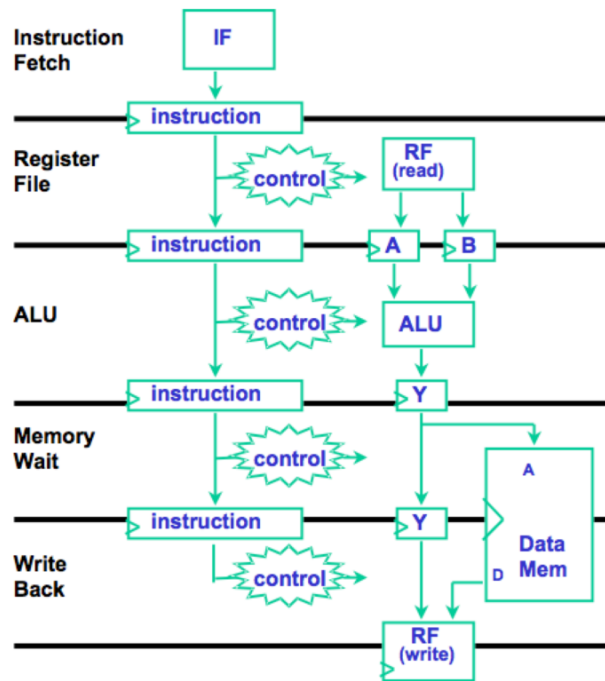 Instruction
Fetch
IF
instruction
Register
File
control
RF
(read)
instruction
A
B
ALU
control
ALU
instruction
Y
Memory
Wait
control
A
instruction
Y
Data
Mem
Write
Back
control
D
RF
(write)